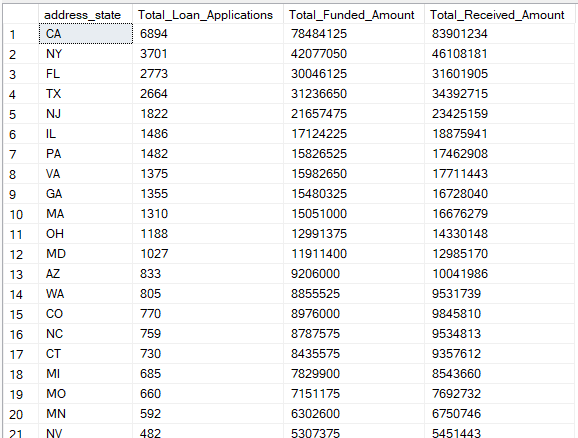 address_state Total_Loan_Applications Total_Funded_Amount Total_Received_Amount
1 CA 6894 78484125 83901234
2 NY 3701 42077050 46108181
3 FL 2773 30046125 31601905
4 TX 2664 31236650 34392715
5 NJ 1822 21657475 23425159
6 IL 1486 17124225 18875941
7 PA 1482 15826525 17462908
8 VA 1375 15982650 17711443
9 GA 1355 15480325 16728040
10 MA 1310 15051000 16676279
11 OH 1188 12991375 14330148
12 MD 1027 11911400 12985170
13 AZ 833 9206000 10041986
14 WA 805 8855525 9531739
15 CO 770 8976000 9845810
16 NC 759 8787575 9534813
17 CT 730 8435575 9357612
18 MI 685 7829900 8543660
19 MO 660 7151175 7692732
20 MN 592 6302600 6750746
21 NV 482 5307375 5451443